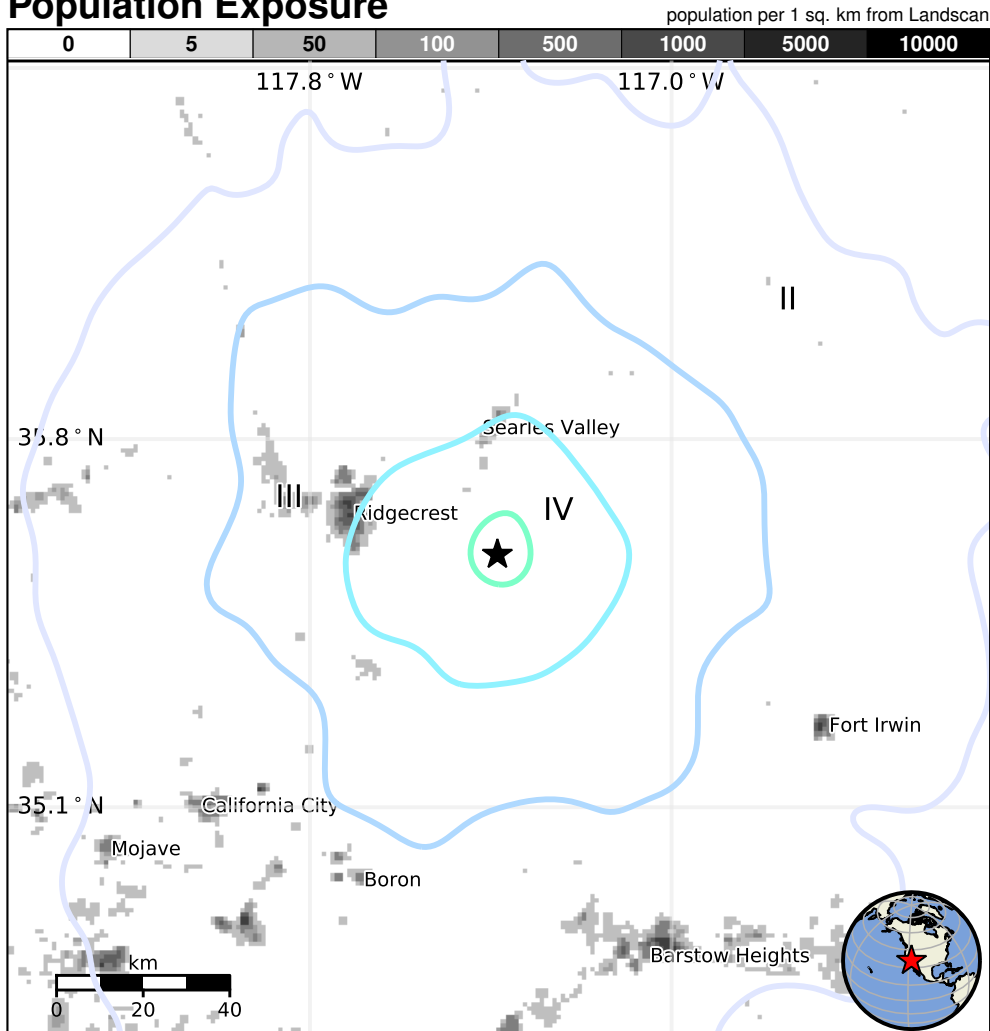 Population Exposure
population per 1 sq. km from Landscan
0 5 50 100 500 1000 5000 10000
117.8°W 117.0°W
II
Searles Valley
35.8°N
III
IV
Ridgecrest
Fort Irwin
35.1°N
California City
Mojave
Boron
Barstow Heights
km
0 20 40